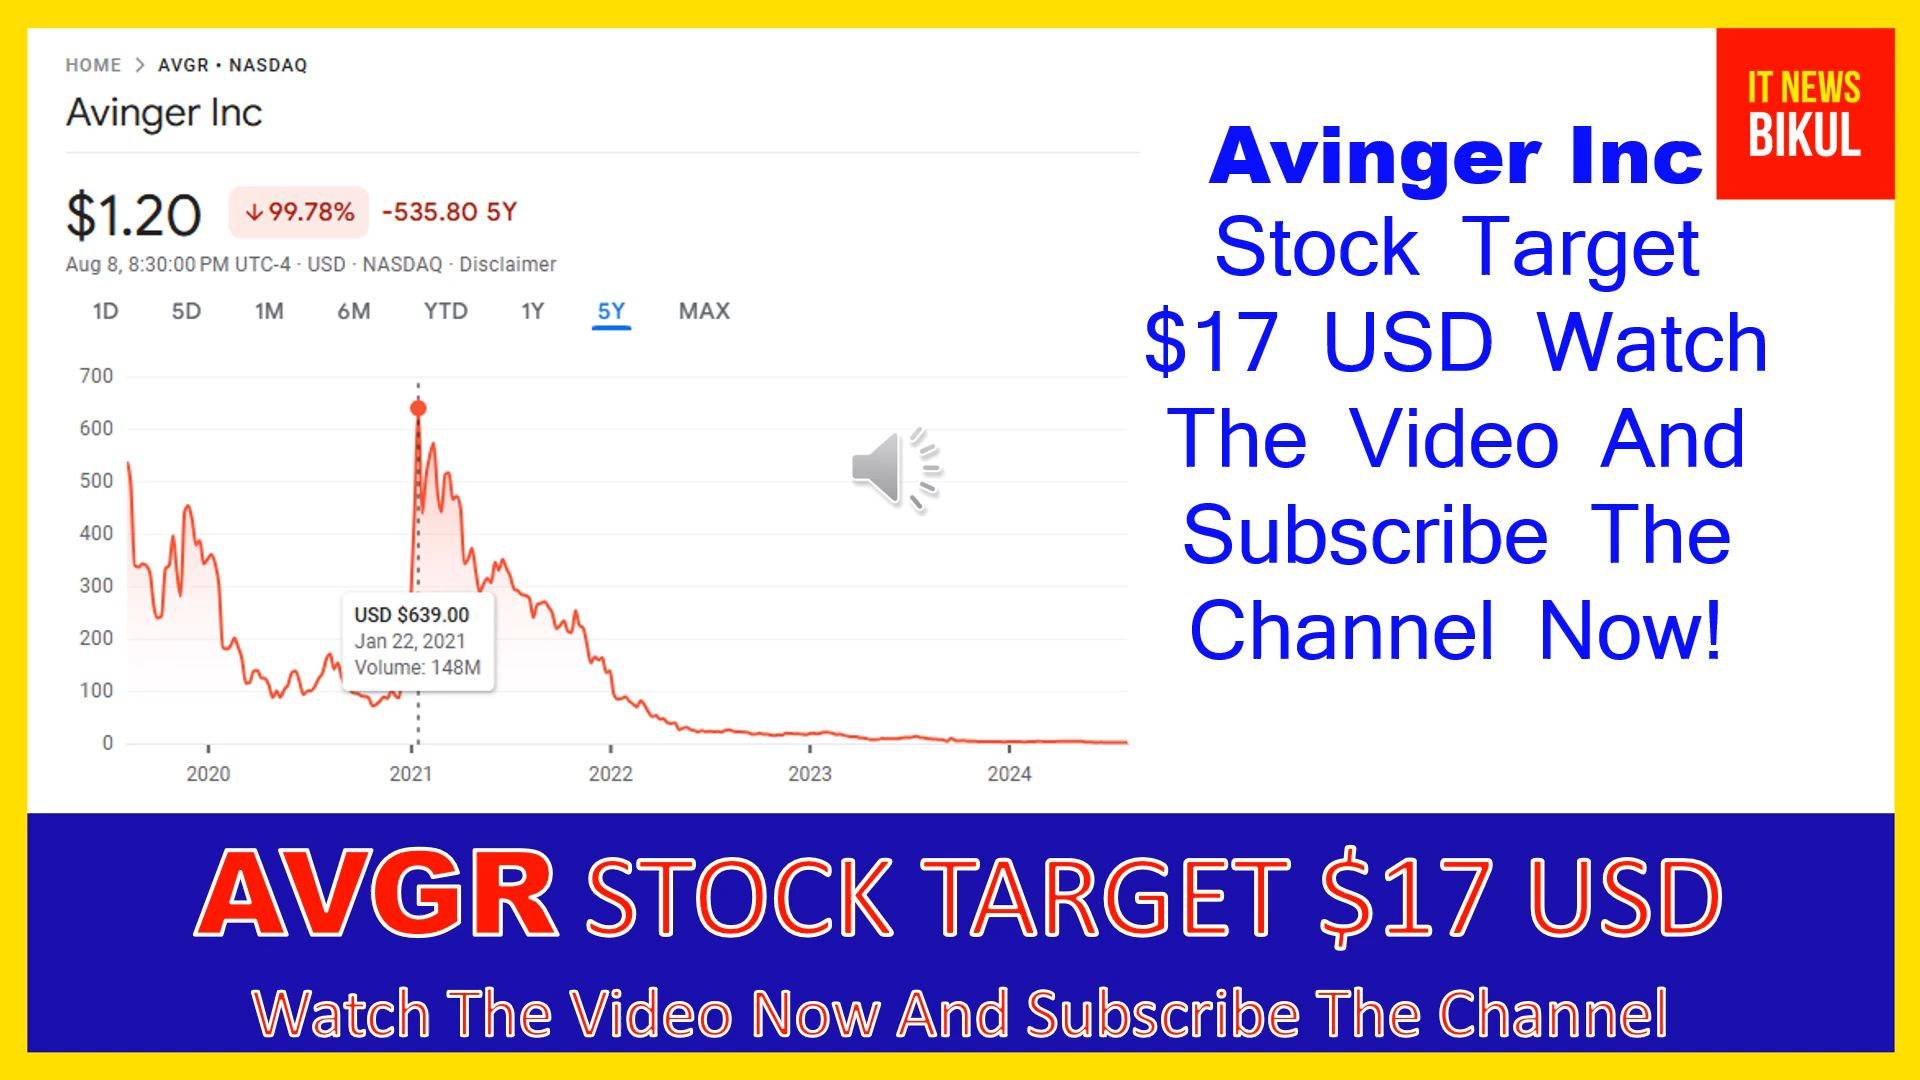 HOME > AVGR • NASDAQ
Avinger Inc
$1.20 ↓99.78% -535.80 5Y
Aug 8, 8:30:00 PM UTC-4 · USD · NASDAQ · Disclaimer
1D 5D 1M 6M YTD 1Y 5Y MAX
700
600
500
400
300
200
100
0
USD $639.00
Jan 22, 2021
Volume: 148M
2020 2021 2022 2023 2024
IT NEWS
BIKUL
Avinger Inc
Stock Target
$17 USD Watch
The Video And
Subscribe The
Channel Now!
AVGR STOCK TARGET $17 USD
Watch The Video Now And Subscribe The Channel